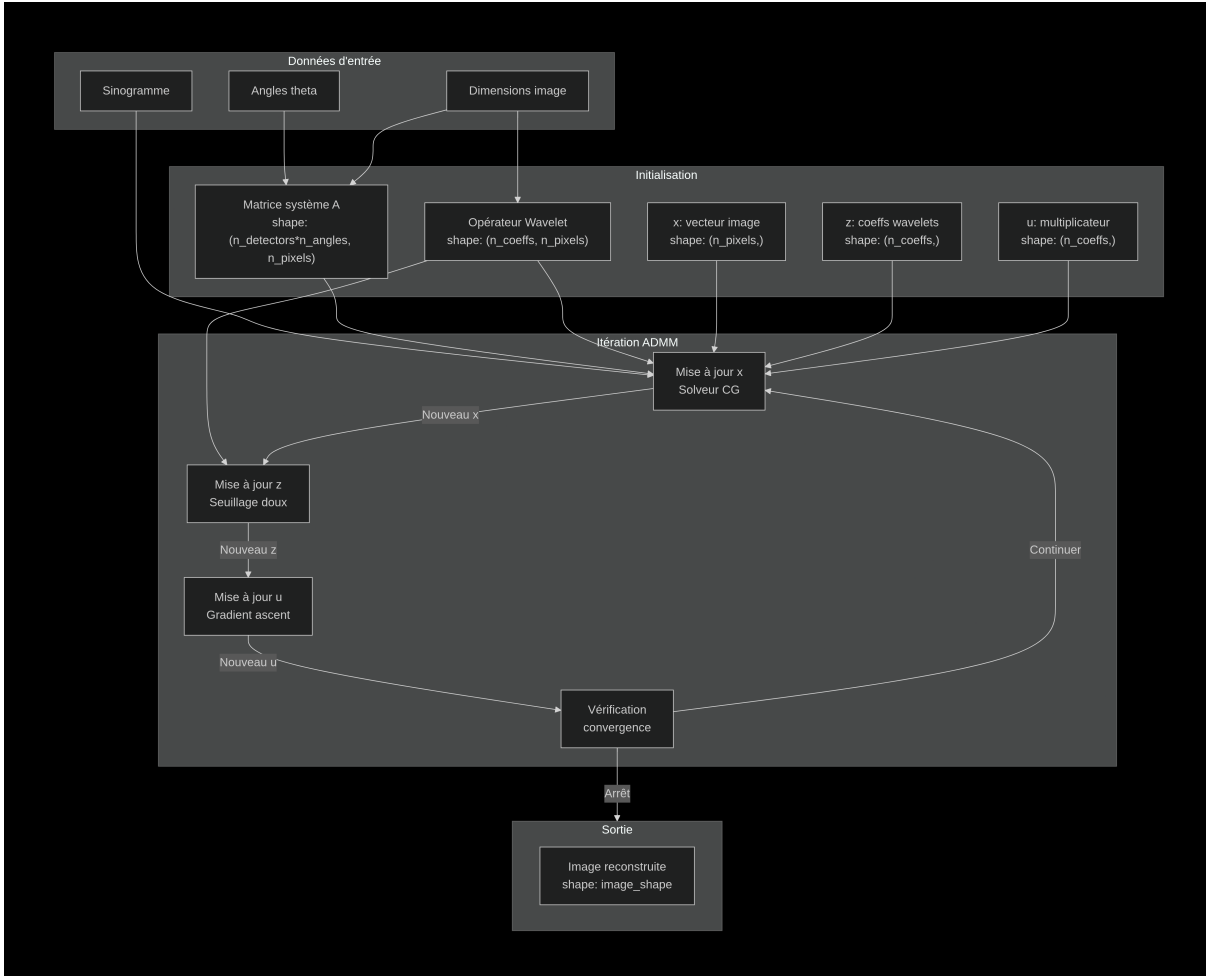 Données d'entrée
Sinogramme
Angles theta
Dimensions image
Initialisation
Matrice système A
shape:
(n_detectors*n_angles,
n_pixels)
Opérateur Wavelet
shape: (n_coeffs, n_pixels)
x: vecteur image
shape: (n_pixels,)
z: coeffs wavelets
shape: (n_coeffs,)
u: multiplicateur
shape: (n_coeffs,)
Itération ADMM
Mise à jour x
Solveur CG
Nouveau x
Mise à jour z
Seuillage doux
Nouveau z
Continuer
Mise à jour u
Gradient ascent
Nouveau u
Vérification
convergence
Arrêt
Sortie
Image reconstruite
shape: image_shape